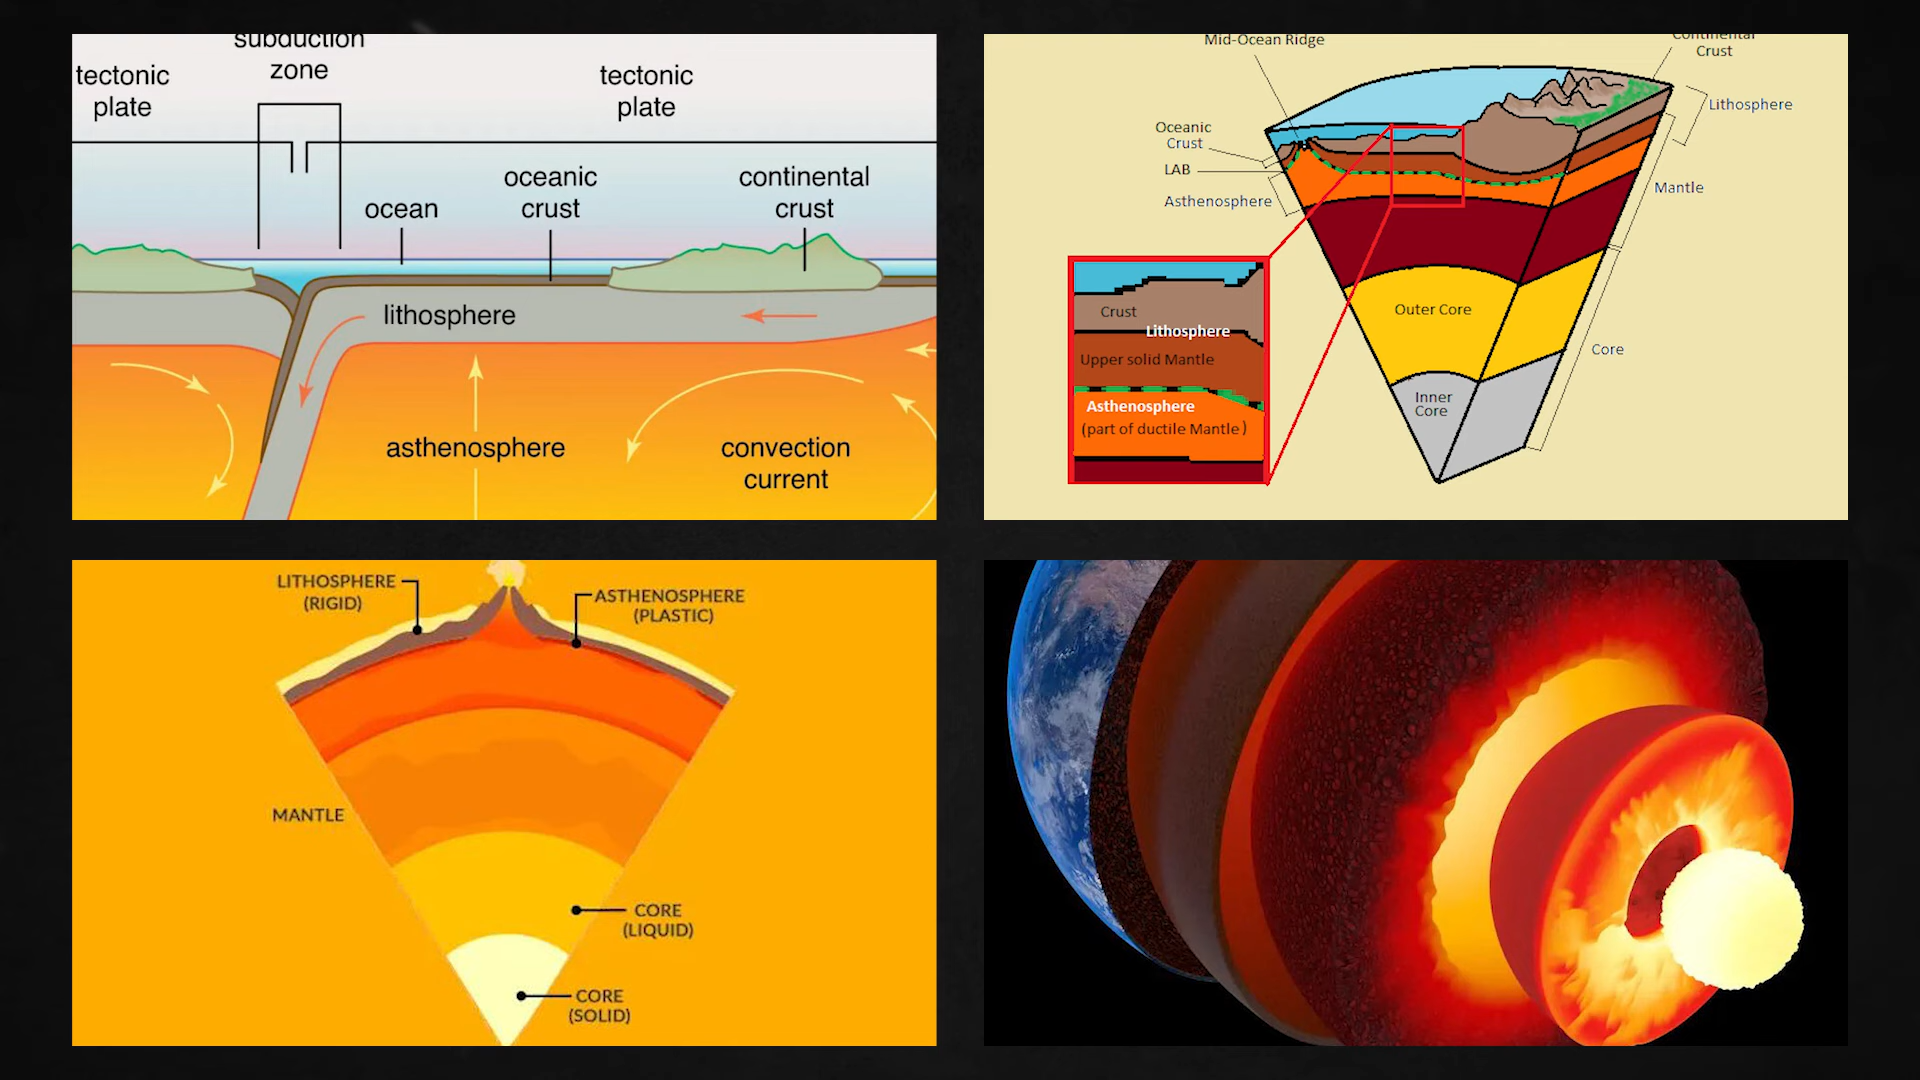 subduction
zone
tectonic
plate
tectonic
plate
ocean
oceanic
crust
continental
crust
lithosphere
asthenosphere
convection
current
Mid-Ocean Ridge
Continental
Crust
Lithosphere
Oceanic
Crust
LAB
Asthenosphere
Mantle
Outer Core
Core
Inner
Core
Crust
Lithosphere
Upper solid Mantle
Asthenosphere
(part of ductile Mantle)
LITHOSPHERE
(RIGID)
ASTHENOSPHERE
(PLASTIC)
MANTLE
CORE
(LIQUID)
CORE
(SOLID)